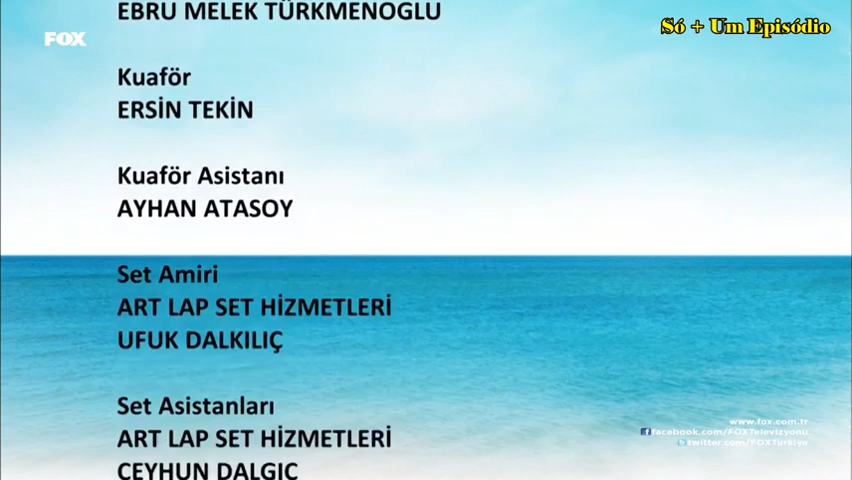 EBRU MELEK TÜRKMENOGLU
FOX
Só + Um Episódio
Kuaför
ERSİN TEKİN
Kuaför Asistanı
AYHAN ATASOY
Set Amiri
ART LAP SET HİZMETLERİ
UFUK DALKILIÇ
Set Asistanları
ART LAP SET HİZMETLERİ
CEYHUN DALGIÇ
www.fox.com.tr
facebook.com/FOXTelevizyonu
twitter.com/FOXTurkiye